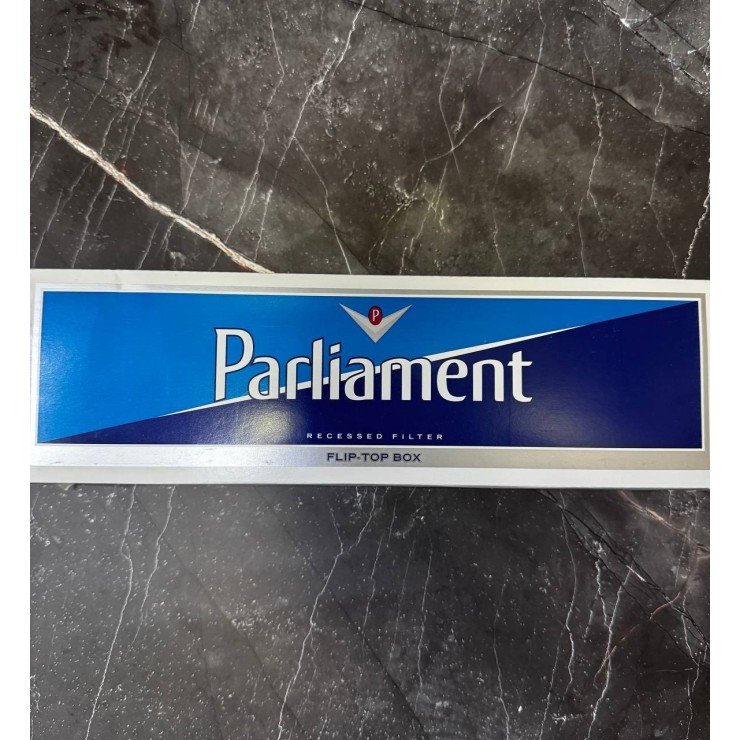 P
Parliament
RECESSED FILTER
FLIP-TOP BOX